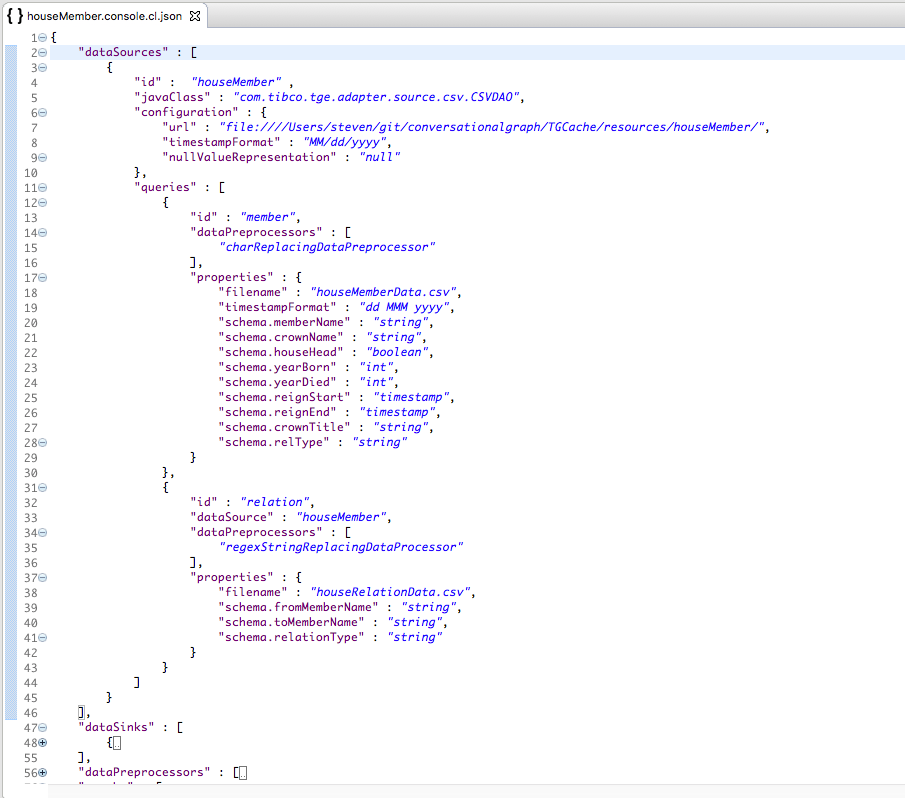 { } houseMember.console.cl.json
1 {
2 "dataSources" : [
3 {
4 "id" : "houseMember" ,
5 "javaClass" : "com.tibco.tge.adapter.source.csv.CSVDAO",
6 "configuration" : {
7 "url" : "file:////Users/steven/git/conversationalgraph/TGCache/resources/houseMember/",
8 "timestampFormat" : "MM/dd/yyyy",
9 "nullValueRepresentation" : "null"
10 },
11 "queries" : [
12 {
13 "id" : "member",
14 "dataPreprocessors" : [
15 "charReplacingDataPreprocessor"
16 ],
17 "properties" : {
18 "filename" : "houseMemberData.csv",
19 "timestampFormat" : "dd MMM yyyy",
20 "schema.memberName" : "string",
21 "schema.crownName" : "string",
22 "schema.houseHead" : "boolean",
23 "schema.yearBorn" : "int",
24 "schema.yearDied" : "int",
25 "schema.reignStart" : "timestamp",
26 "schema.reignEnd" : "timestamp",
27 "schema.crownTitle" : "string",
28 "schema.relType" : "string"
29 }
30 },
31 {
32 "id" : "relation",
33 "dataSource" : "houseMember",
34 "dataPreprocessors" : [
35 "regexStringReplacingDataProcessor"
36 ],
37 "properties" : {
38 "filename" : "houseRelationData.csv",
39 "schema.fromMemberName" : "string",
40 "schema.toMemberName" : "string",
41 "schema.relationType" : "string"
42 }
43 }
44 ]
45 }
46 ],
47 "dataSinks" : [
48 {..
55 ],
56 "dataPreprocessors" : [..